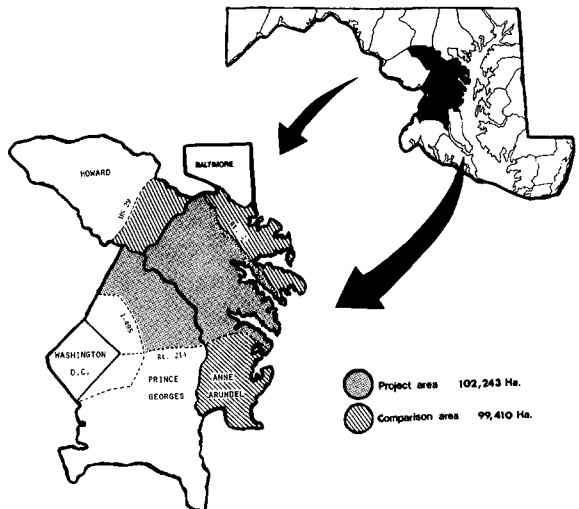 BALTIMORE
HOWARD
US 29
I-495
WASHINGTON
D.C.
Rt. 214
PRINCE
GEORGES
ANNE
ARUNDEL
Project area 102,243 Ha.
Comparison area 99,410 Ha.